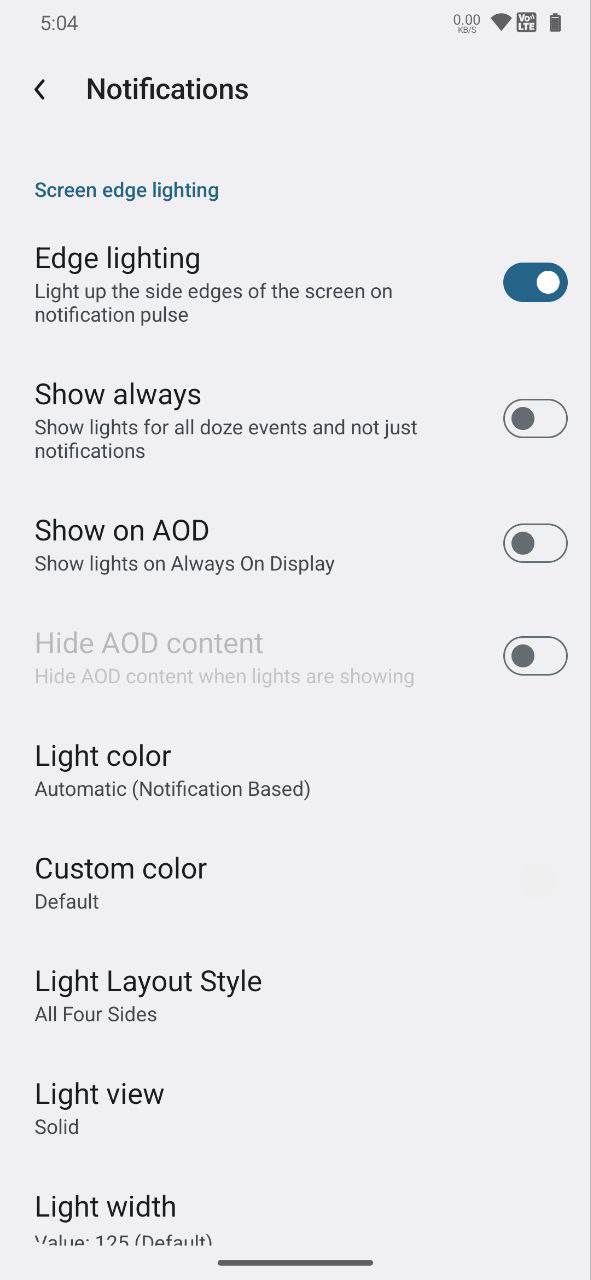 5:04
0.00
KB/S
Vo))
LTE
Notifications
Screen edge lighting
Edge lighting
Light up the side edges of the screen on
notification pulse
Show always
Show lights for all doze events and not just
notifications
Show on AOD
Show lights on Always On Display
Hide AOD content
Hide AOD content when lights are showing
Light color
Automatic (Notification Based)
Custom color
Default
Light Layout Style
All Four Sides
Light view
Solid
Light width
Value: 125 (Default)